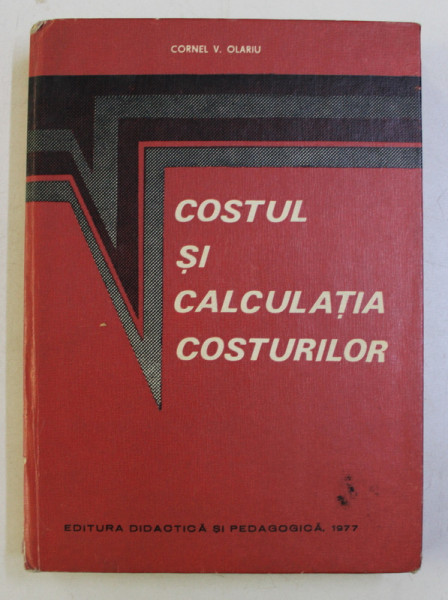 CORNEL V. OLARIU
COSTUL
ȘI
CALCULAȚIA
COSTURILOR
EDITURA DIDACTICĂ ȘI PEDAGOGICĂ, 1977